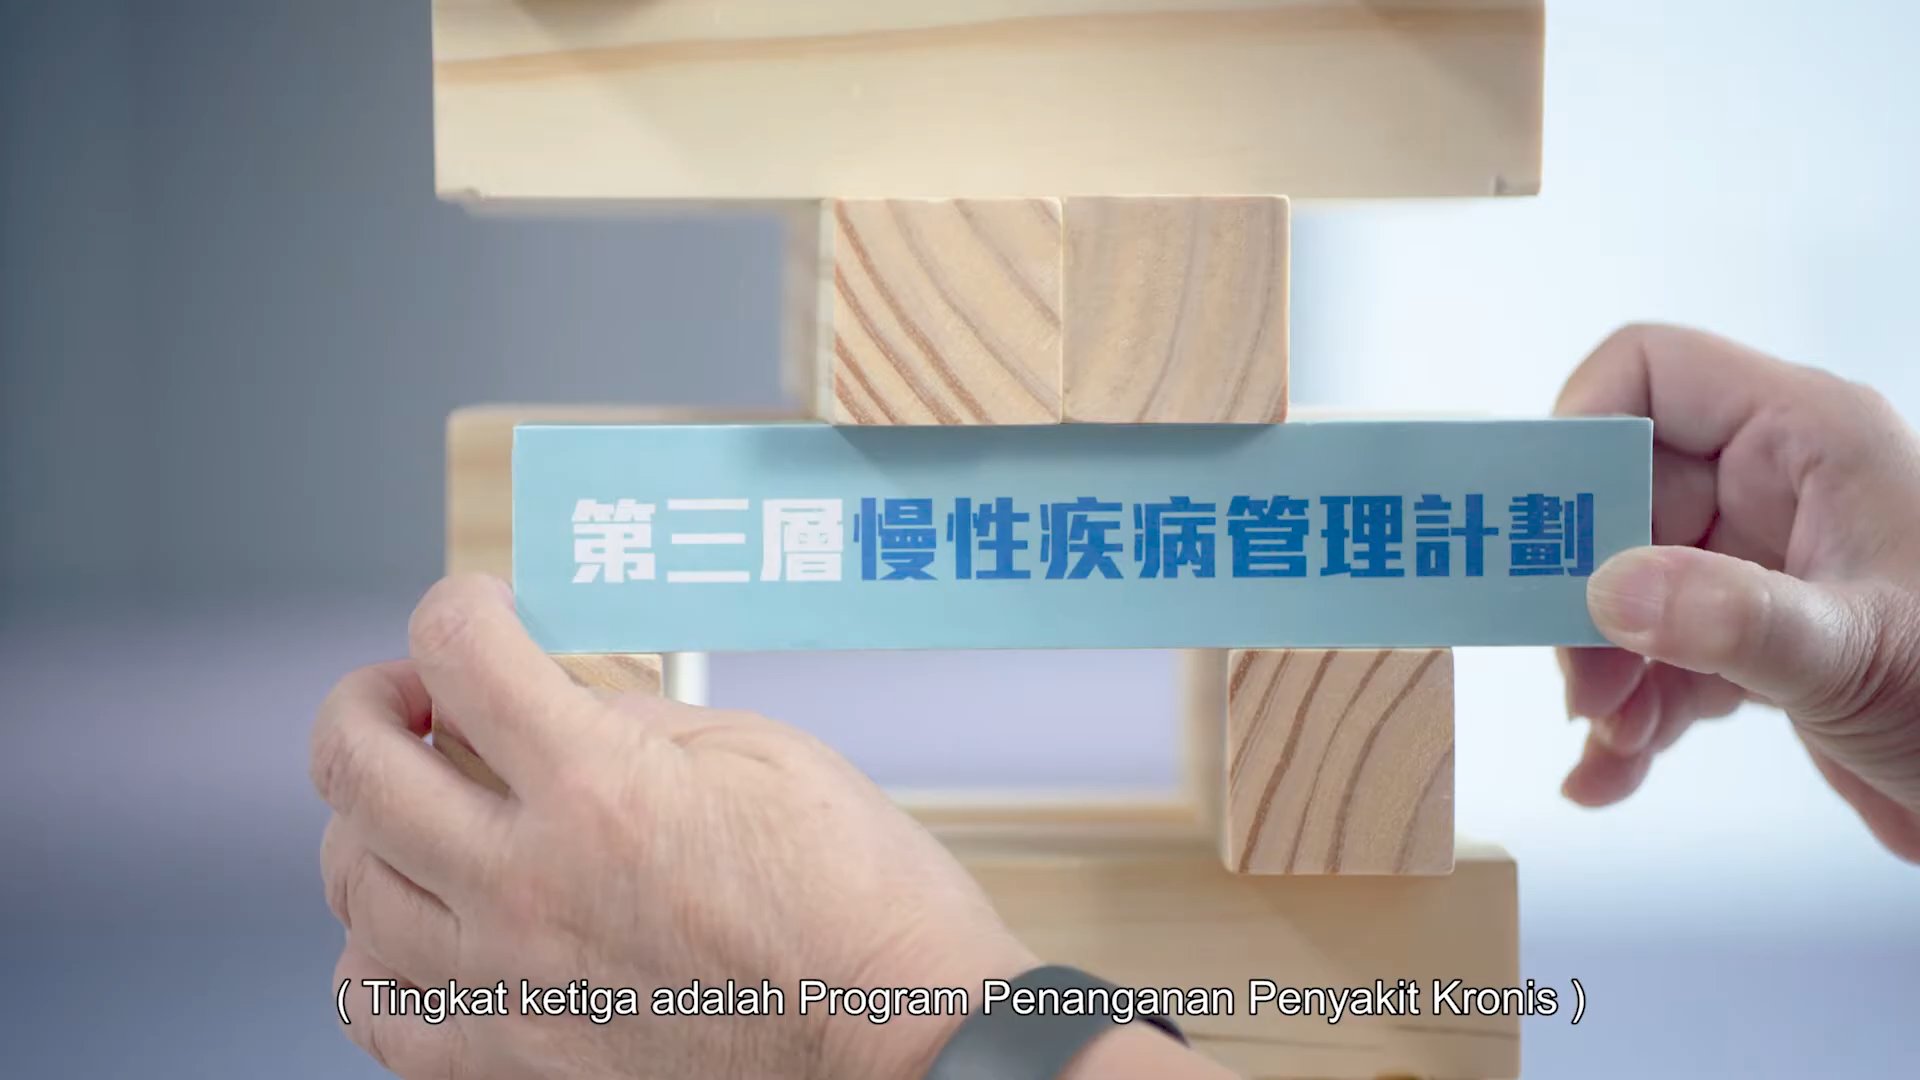 第三層慢性疾病管理計劃
( Tingkat ketiga adalah Program Penanganan Penyakit Kronis )